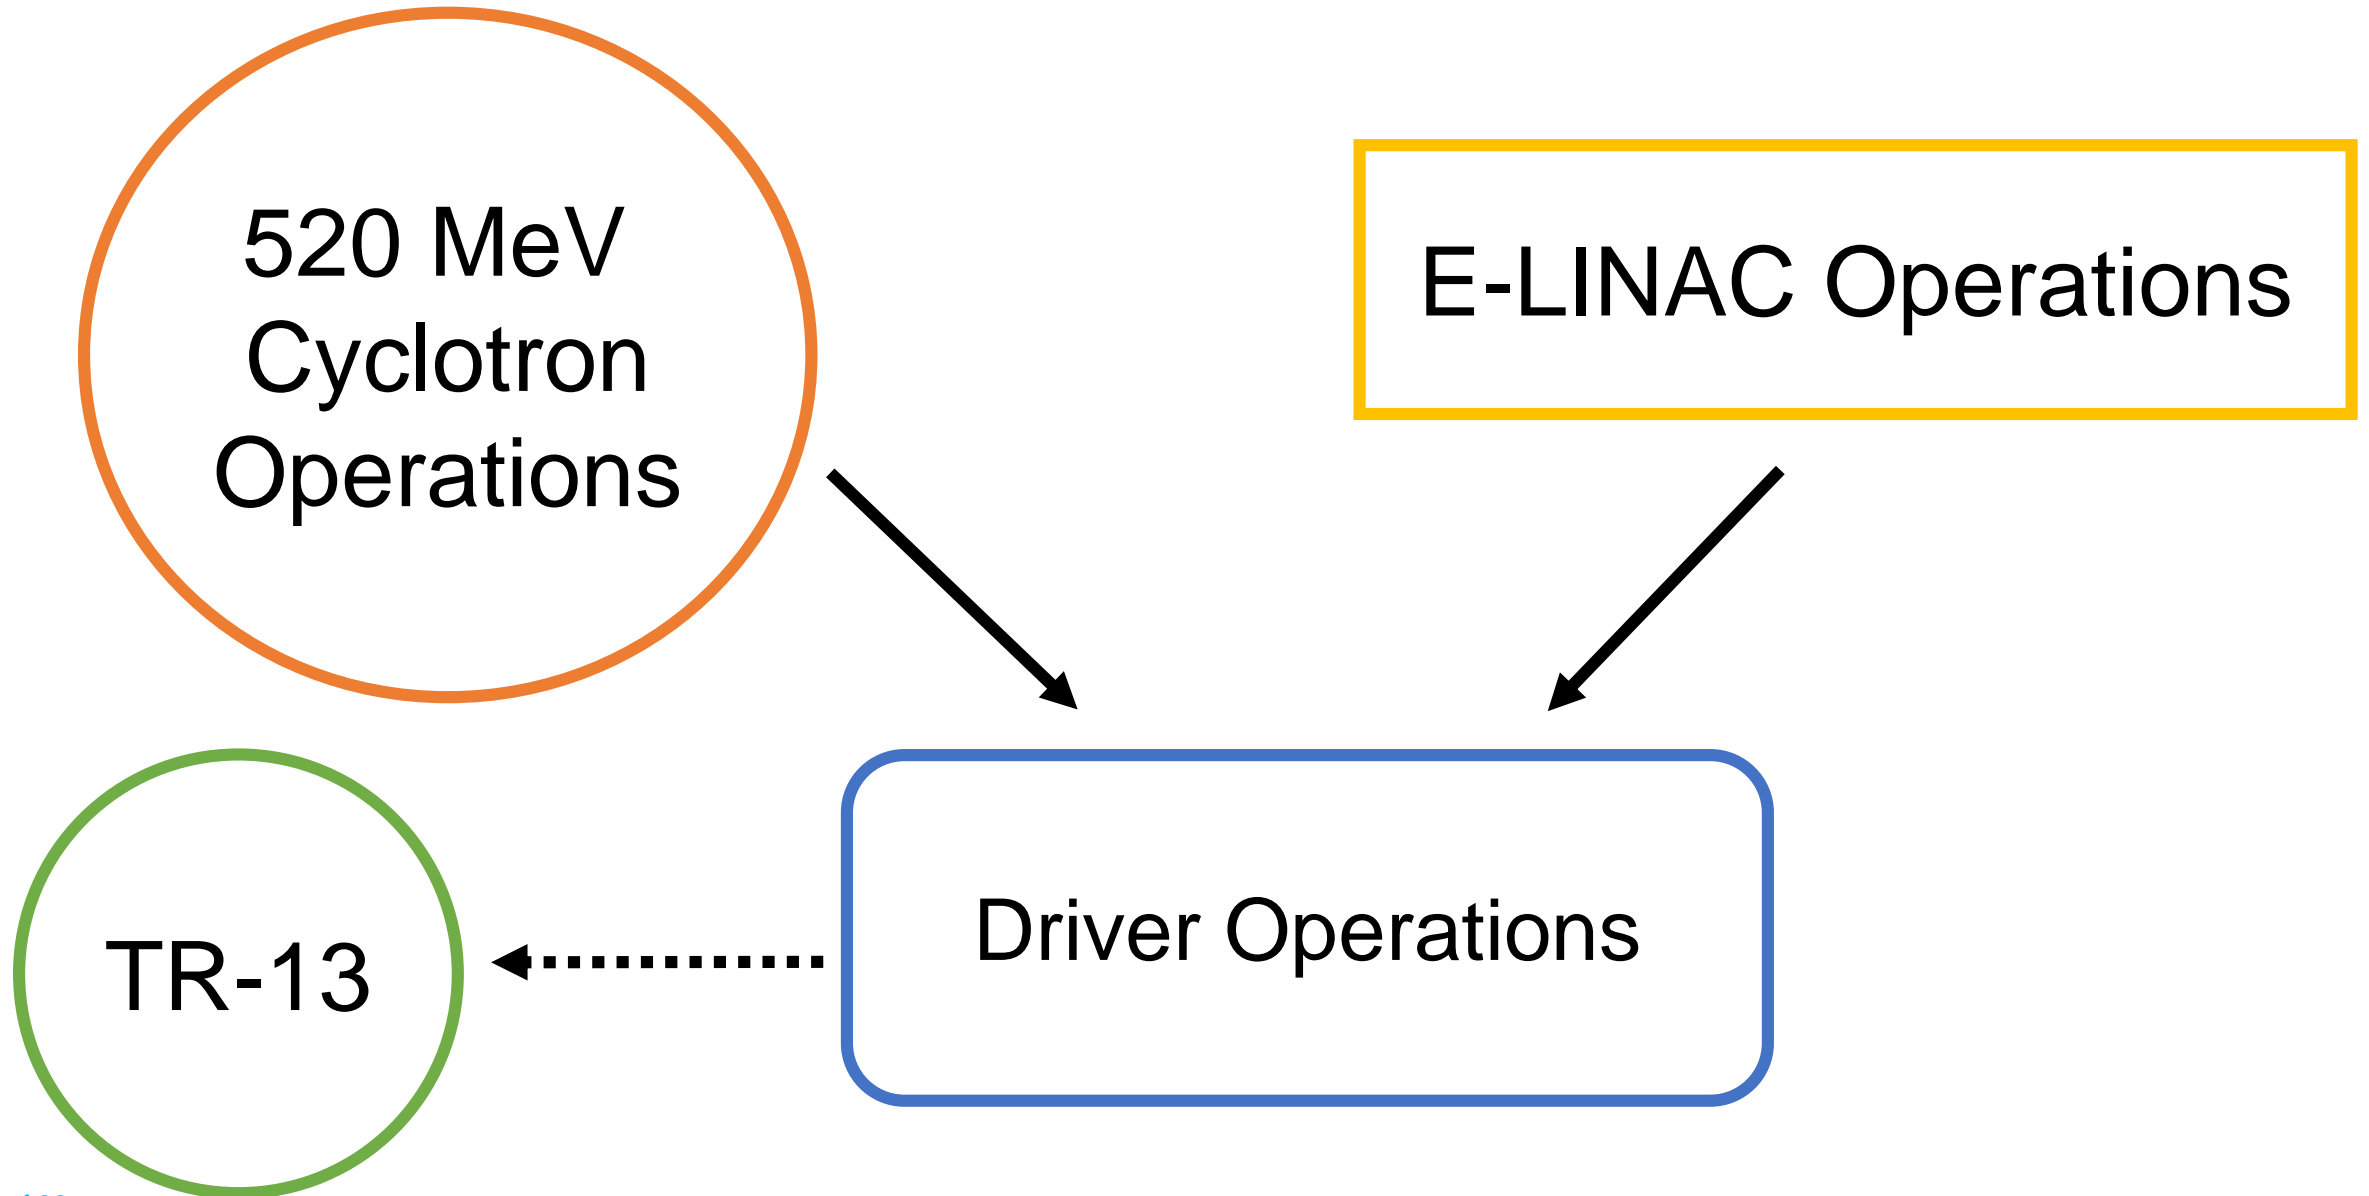 520 MeV
Cyclotron
Operations
E-LINAC Operations
Driver Operations
TR-13